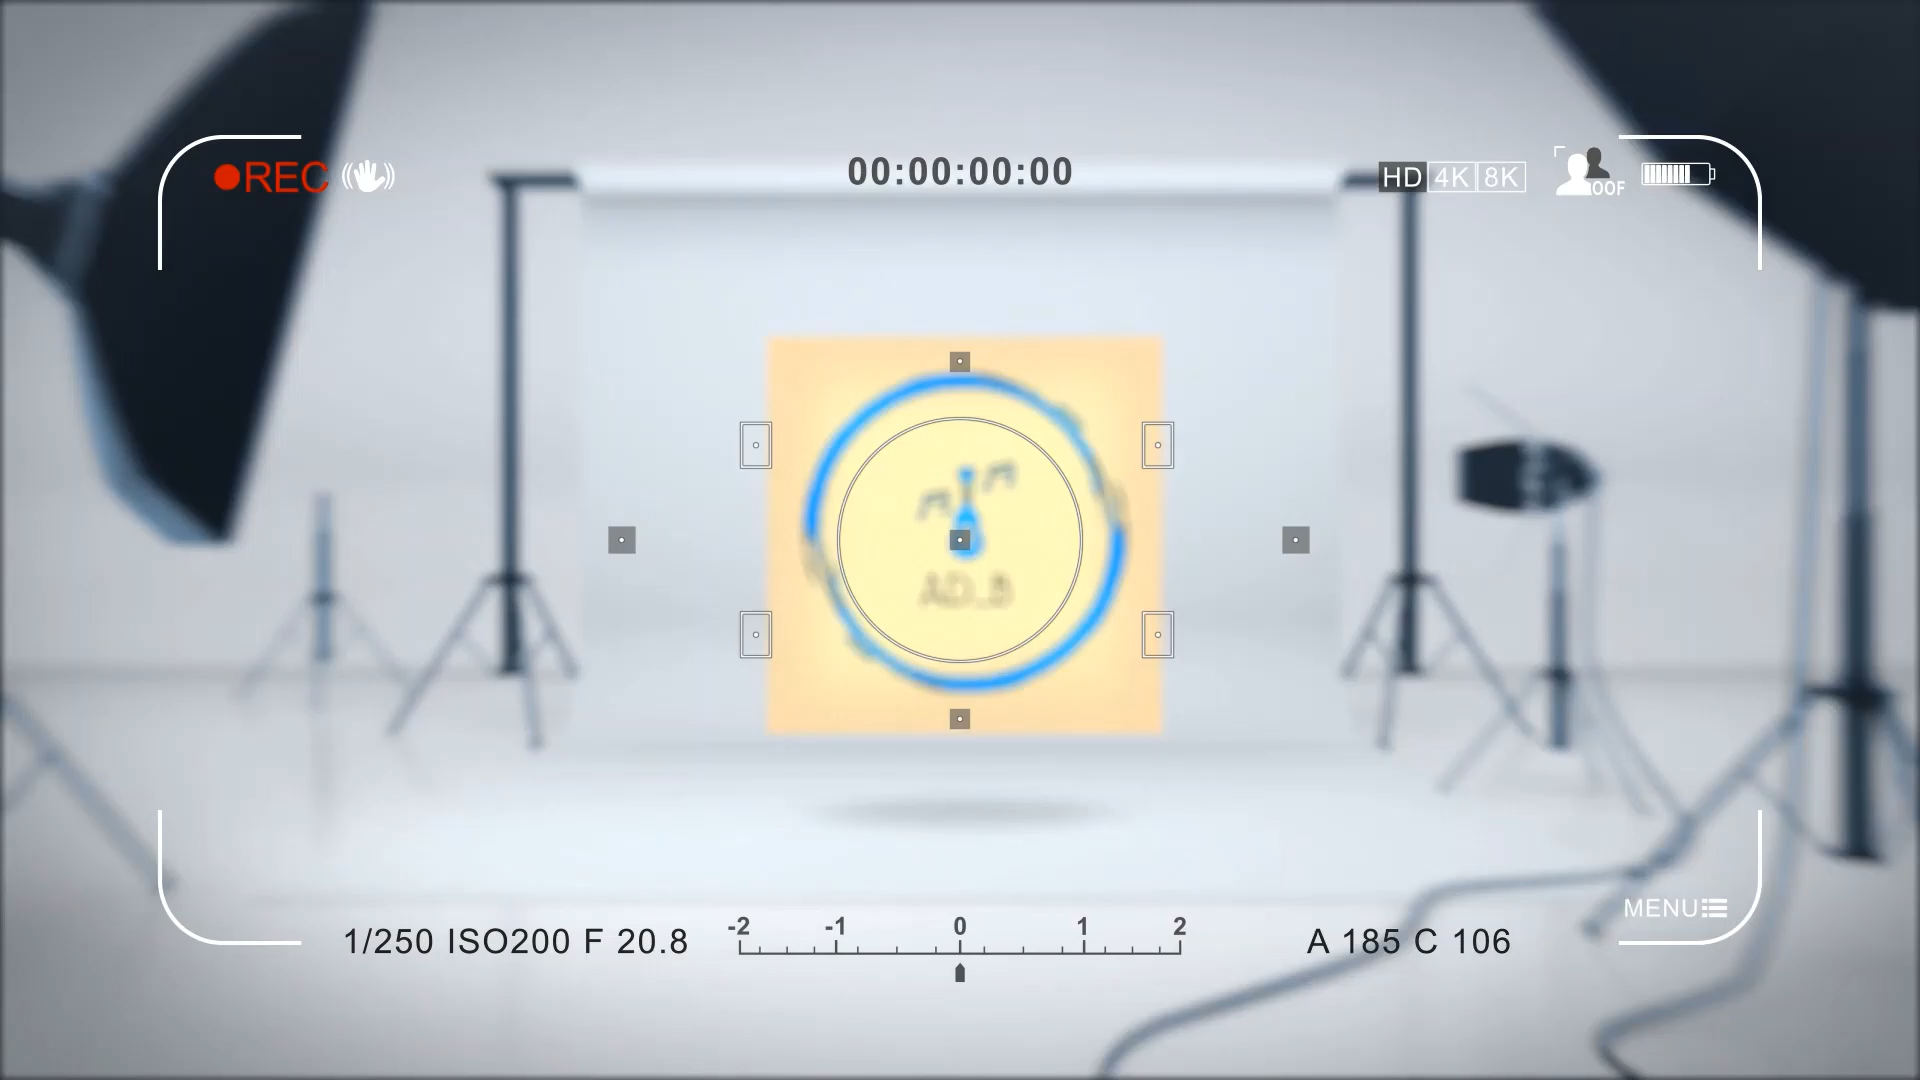 REC
00:00:00:00
HD 4K 8K
OOF
-2 -1 0 1 2
1/250 ISO200 F 20.8
A 185 C 106
MENU